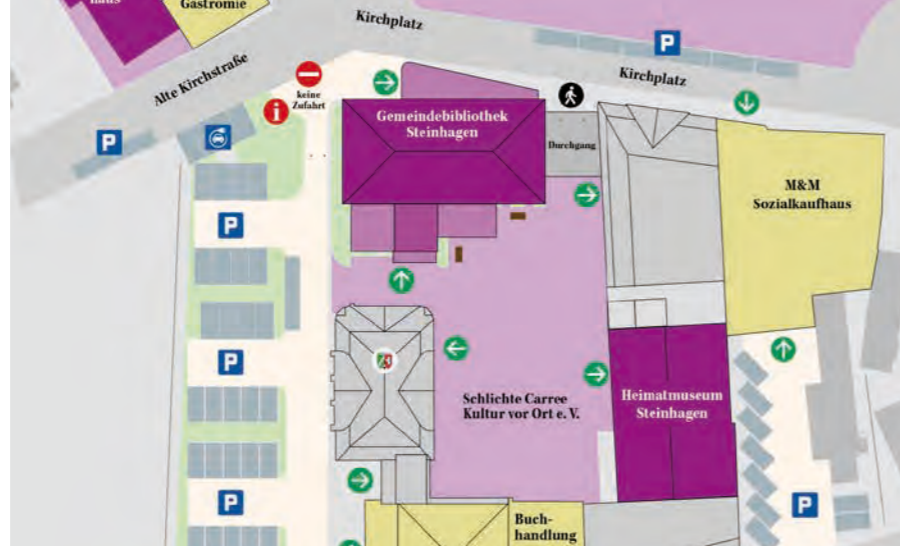 haus
Gastromie
Kirchplatz
P
Kirchplatz
Alte Kirchstraße
keine
Zufahrt
i
P
Gemeindebibliothek
Steinhagen
Durchgang
M&M
Sozialkaufhaus
P
P
Schlichte Carree
Kultur vor Ort e. V.
Heimatmuseum
Steinhagen
P
P
Buch-
handlung